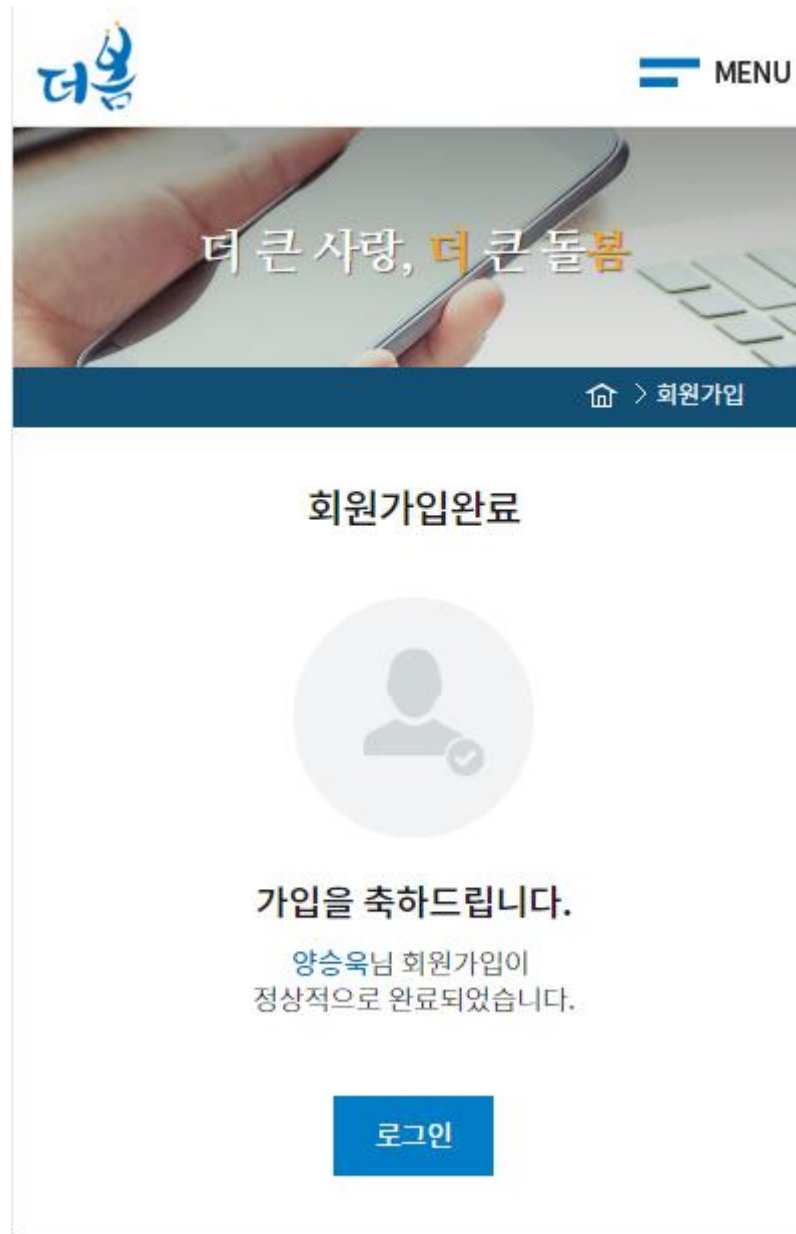 더봄
MENU
더 큰 사랑, 더 큰 돌봄
회원가입
회원가입완료
가입을 축하드립니다.
양승욱님 회원가입이
정상적으로 완료되었습니다.
로그인